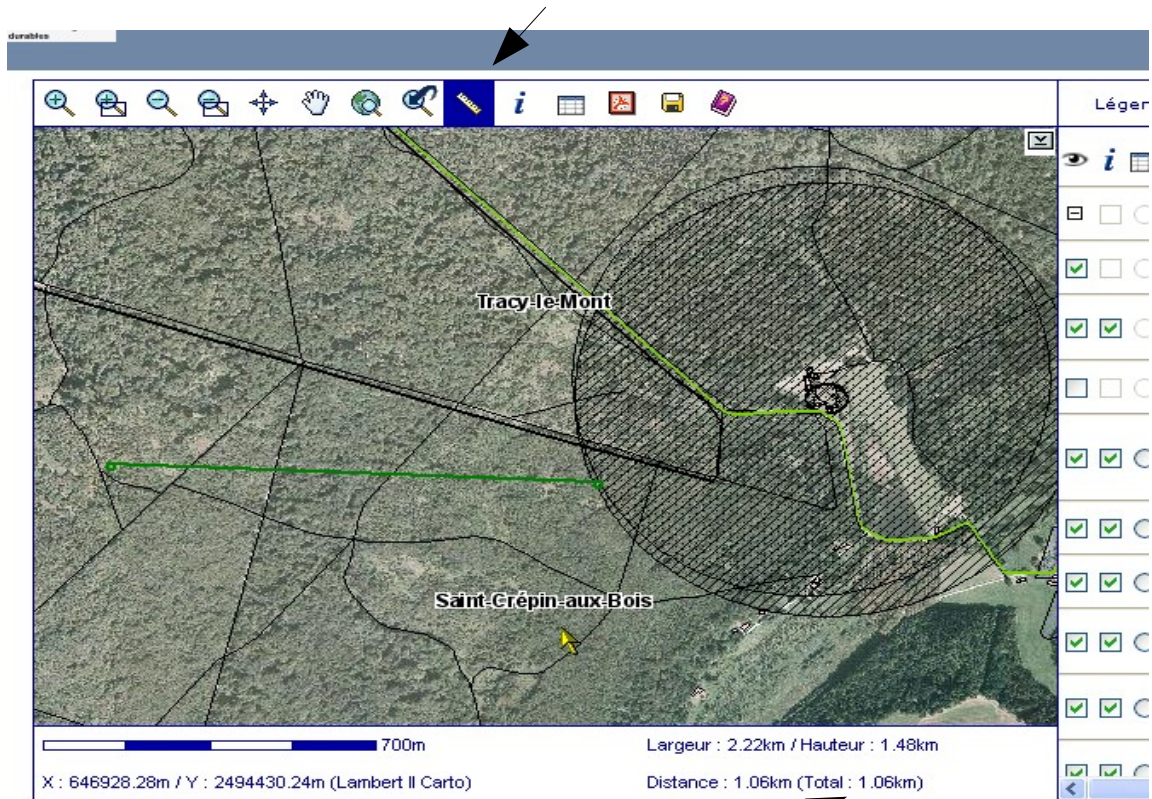 durables
Légen
Tracy-le-Mont
Saint-Crépin-aux-Bois
700m
Largeur : 2.22km / Hauteur : 1.48km
X : 646928.28m / Y : 2494430.24m (Lambert II Carto)
Distance : 1.06km (Total : 1.06km)